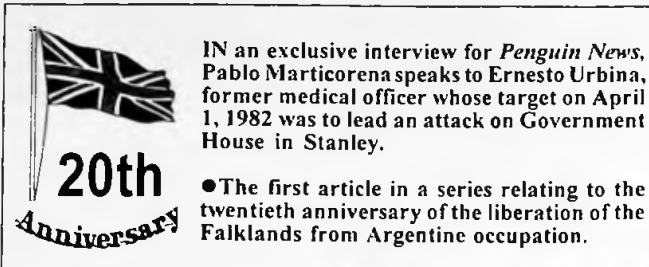 20th
Anniversary
IN an exclusive interview for Penguin News,
Pablo Marticorena speaks to Ernesto Urbina,
former medical officer whose target on April
1, 1982 was to lead an attack on Government
House in Stanley.
●The first article in a series relating to the
twentieth anniversary of the liberation of the
Falklands from Argentine occupation.